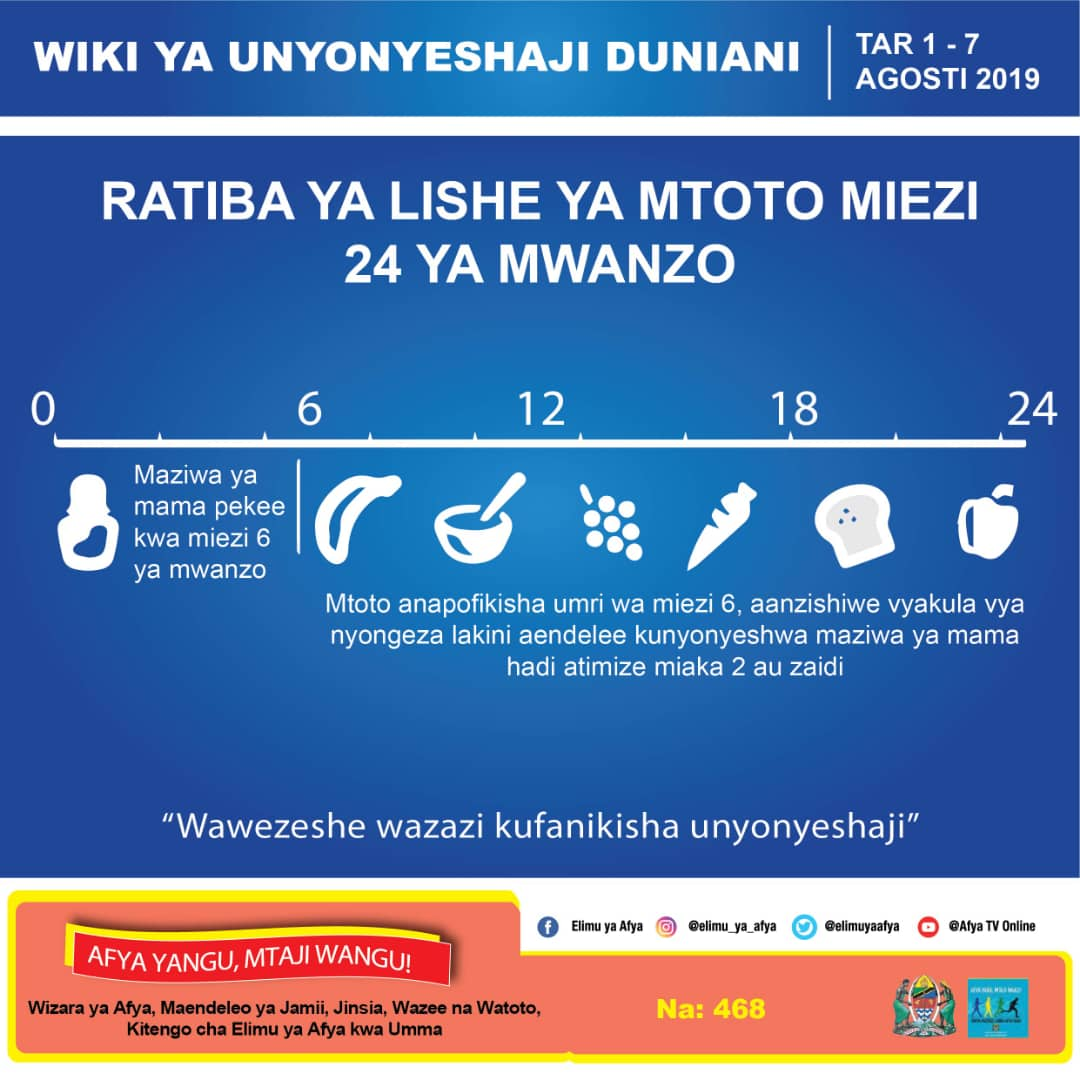 WIKI YA UNYONYESHAJI DUNIANI
TAR 1 - 7
AGOSTI 2019
RATIBA YA LISHE YA MTOTO MIEZI
24 YA MWANZO
0 6 12 18 24
Maziwa ya
mama pekee
kwa miezi 6
ya mwanzo
Mtoto anapofikisha umri wa miezi 6, aanzishiwe vyakula vya
nyongeza lakini aendelee kunyonyeshwa maziwa ya mama
hadi atimize miaka 2 au zaidi
“Wawezeshe wazazi kufanikisha unyonyeshaji”
Elimu ya Afya @elimu_ya_afya @elimuyaafya @Afya TV Online
AFYA YANGU, MTAJI WANGU!
Wizara ya Afya, Maendeleo ya Jamii, Jinsia, Wazee na Watoto,
Kitengo cha Elimu ya Afya kwa Umma
Na: 468